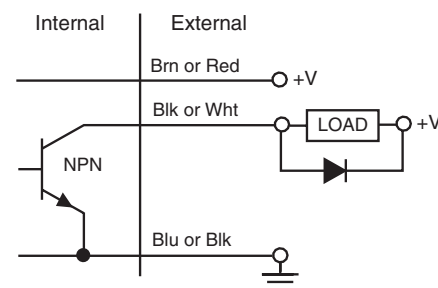 Internal External
Brn or Red
+V
Blk or Wht
LOAD +V
NPN
Blu or Blk